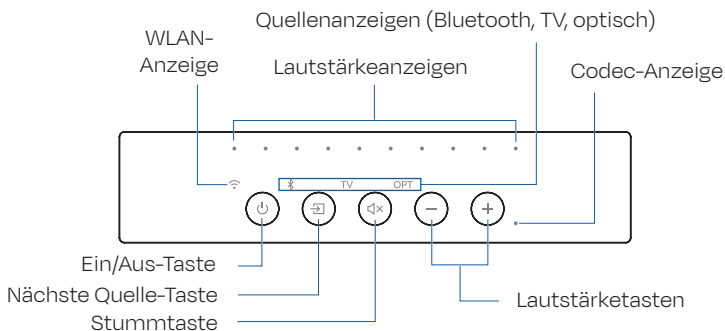 Quellenanzeigen (Bluetooth, TV, optisch)
WLAN-
Anzeige
Lautstärkeanzeigen
Codec-Anzeige
TV
OPT
Ein/Aus-Taste
Nächste Quelle-Taste
Stummtaste
Lautstärketasten